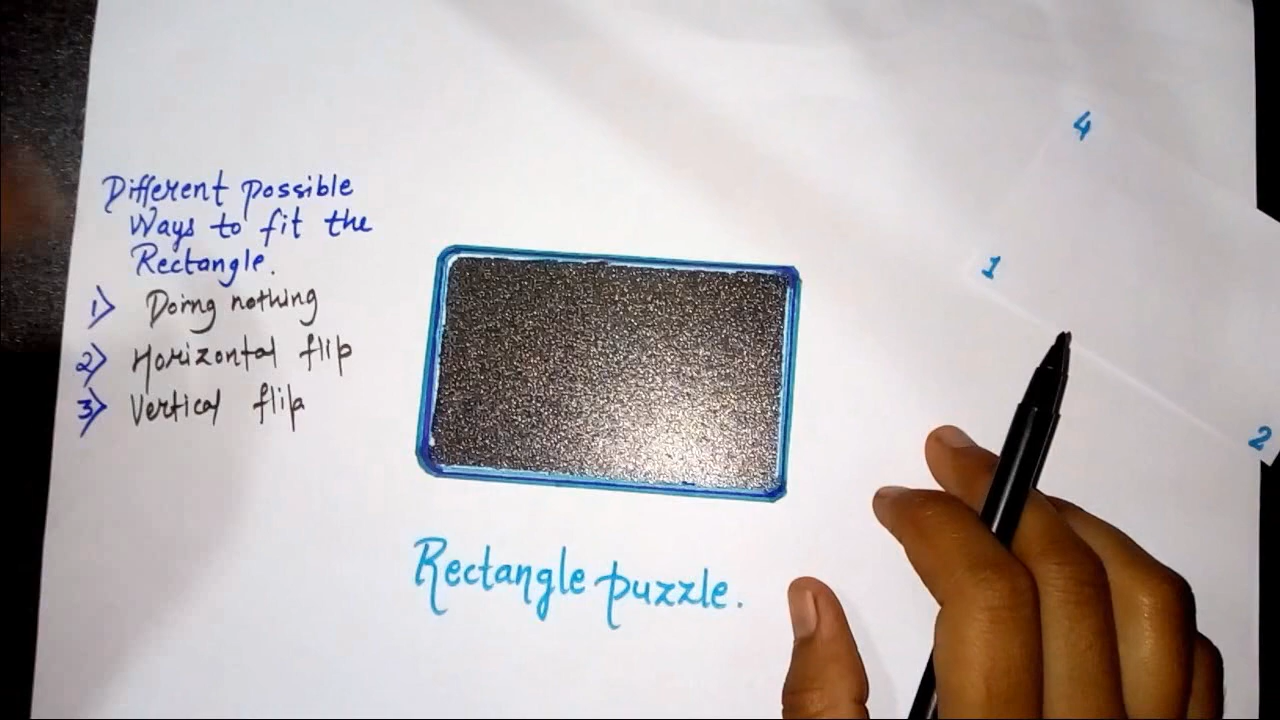 Different possible
Ways to fit the
Rectangle.
1) Doing nothing
2) Horizontal flip
3) Vertical flip
Rectangle puzzle.
4
1
2